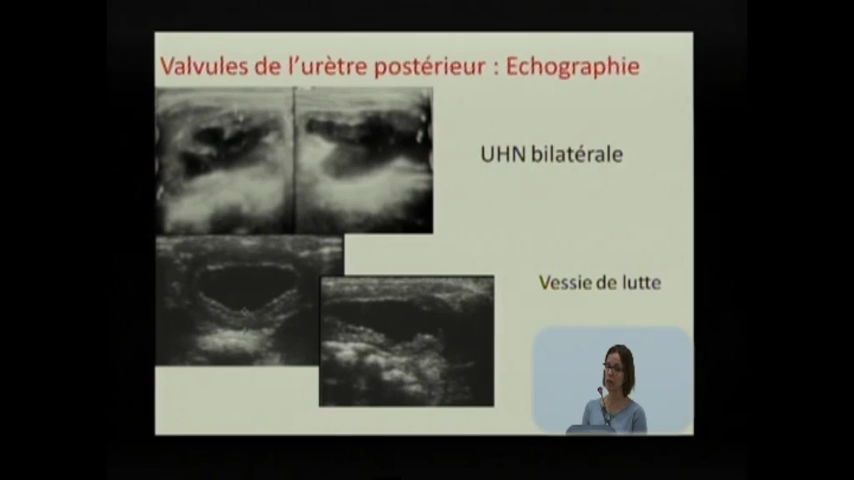 Valvules de l'urètre postérieur : Echographie
UHN bilatérale
Vessie de lutte